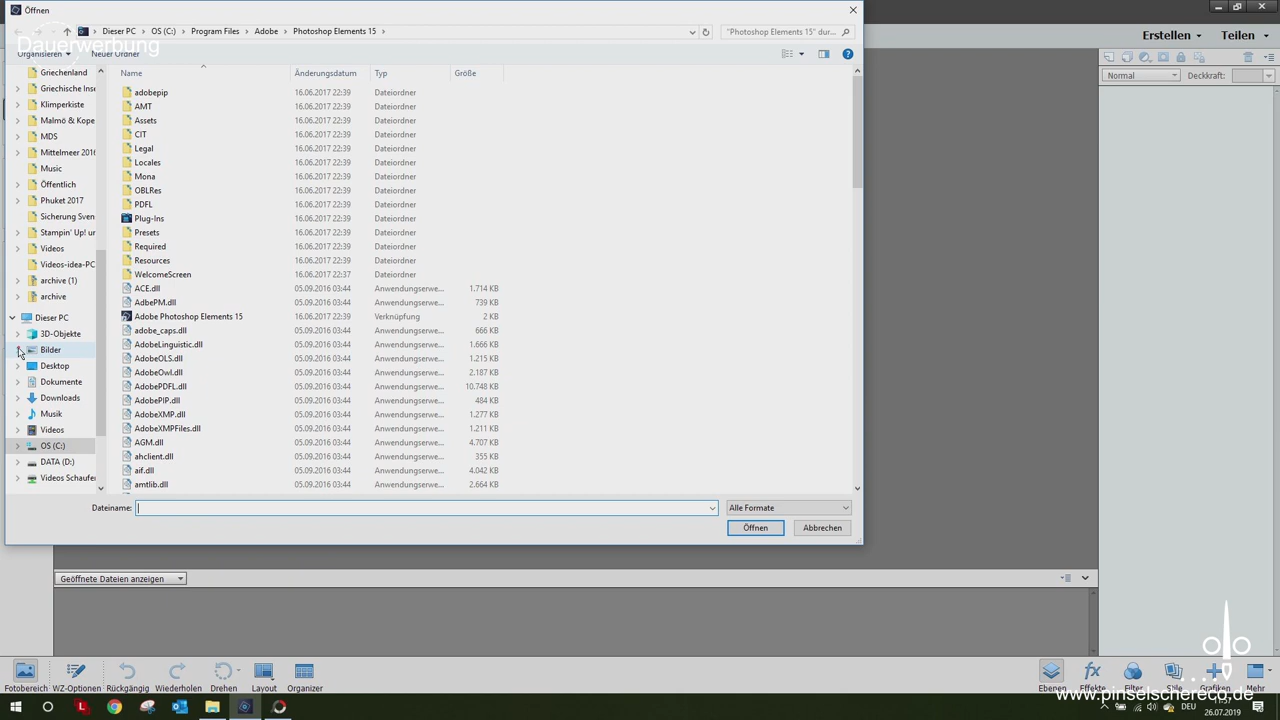 Öffnen
Dieser PC > OS (C:) > Program Files > Adobe > Photoshop Elements 15 >
"Photoshop Elements 15" dur...
Erstellen
Teilen
Dauerwerbung
Organisieren
Neuer Ordner
Normal
Deckkraft:
Griechenland
Griechische Inse
Klimperkiste
Malmö & Kope
MDS
Mittelmeer 2016
Music
Öffentlich
Phuket 2017
Sicherung Sven
Stampin' Up! ur
Videos
Videos-idea-PC
archive (1)
archive
Dieser PC
3D-Objekte
Bilder
Desktop
Dokumente
Downloads
Musik
Videos
OS (C:)
DATA (D:)
Videos Schaufe
Name Änderungsdatum Typ Größe
adobepip 16.06.2017 22:39 Dateiordner
AMT 16.06.2017 22:39 Dateiordner
Assets 16.06.2017 22:39 Dateiordner
CIT 16.06.2017 22:39 Dateiordner
Legal 16.06.2017 22:39 Dateiordner
Locales 16.06.2017 22:39 Dateiordner
Mona 16.06.2017 22:39 Dateiordner
OBLRes 16.06.2017 22:39 Dateiordner
PDFL 16.06.2017 22:39 Dateiordner
Plug-Ins 16.06.2017 22:39 Dateiordner
Presets 16.06.2017 22:39 Dateiordner
Required 16.06.2017 22:39 Dateiordner
Resources 16.06.2017 22:39 Dateiordner
WelcomeScreen 16.06.2017 22:37 Dateiordner
ACE.dll 05.09.2016 03:44 Anwendungserwe... 1.714 KB
AdbePM.dll 05.09.2016 03:44 Anwendungserwe... 739 KB
Adobe Photoshop Elements 15 16.06.2017 22:39 Verknüpfung 2 KB
adobe_caps.dll 05.09.2016 03:44 Anwendungserwe... 666 KB
AdobeLinguistic.dll 05.09.2016 03:44 Anwendungserwe... 1.666 KB
AdobeOLS.dll 05.09.2016 03:44 Anwendungserwe... 1.215 KB
AdobeOwl.dll 05.09.2016 03:44 Anwendungserwe... 2.187 KB
AdobePDFL.dll 05.09.2016 03:44 Anwendungserwe... 10.748 KB
AdobePIP.dll 05.09.2016 03:44 Anwendungserwe... 484 KB
AdobeXMP.dll 05.09.2016 03:44 Anwendungserwe... 1.277 KB
AdobeXMPFiles.dll 05.09.2016 03:44 Anwendungserwe... 1.211 KB
AGM.dll 05.09.2016 03:44 Anwendungserwe... 4.707 KB
ahclient.dll 05.09.2016 03:44 Anwendungserwe... 355 KB
aif.dll 05.09.2016 03:44 Anwendungserwe... 4.042 KB
amtlib.dll 05.09.2016 03:44 Anwendungserwe... 2.664 KB
Dateiname:
Alle Formate
Öffnen
Abbrechen
Geöffnete Dateien anzeigen
Fotobereich WZ-Optionen Rückgängig Wiederholen Drehen Layout Organizer
Ebenen Effekte Filter Stile Grafiken Mehr
www.pinselschereco.de
DEU
11:57
26.07.2019